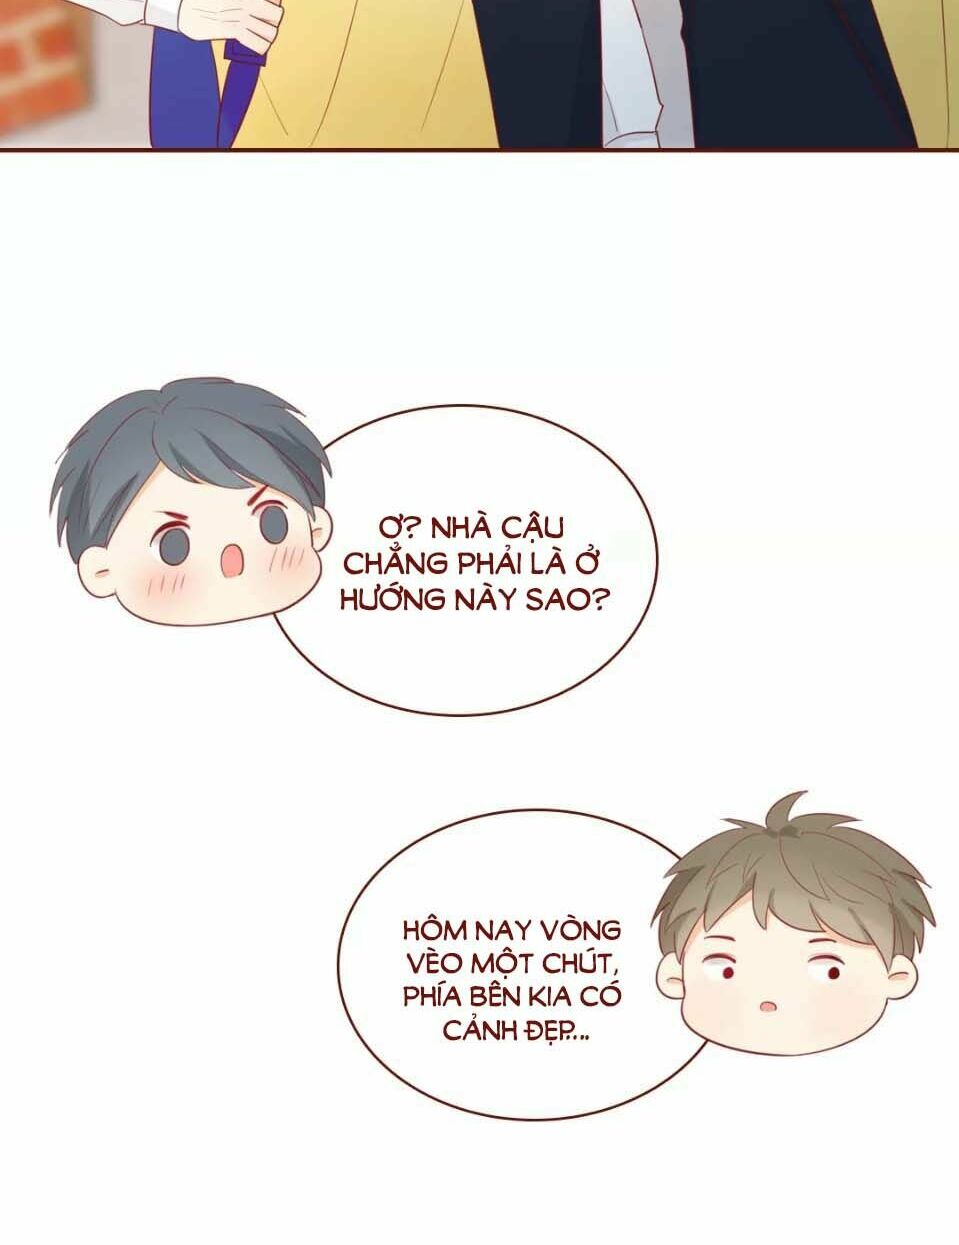 Ơ? NHÀ CẬU
CHẲNG PHẢI LÀ Ở
HƯỚNG NÀY SAO?
HÔM NAY VÒNG
VÈO MỘT CHÚT,
PHÍA BÊN KIA CÓ
CẢNH ĐẸP....